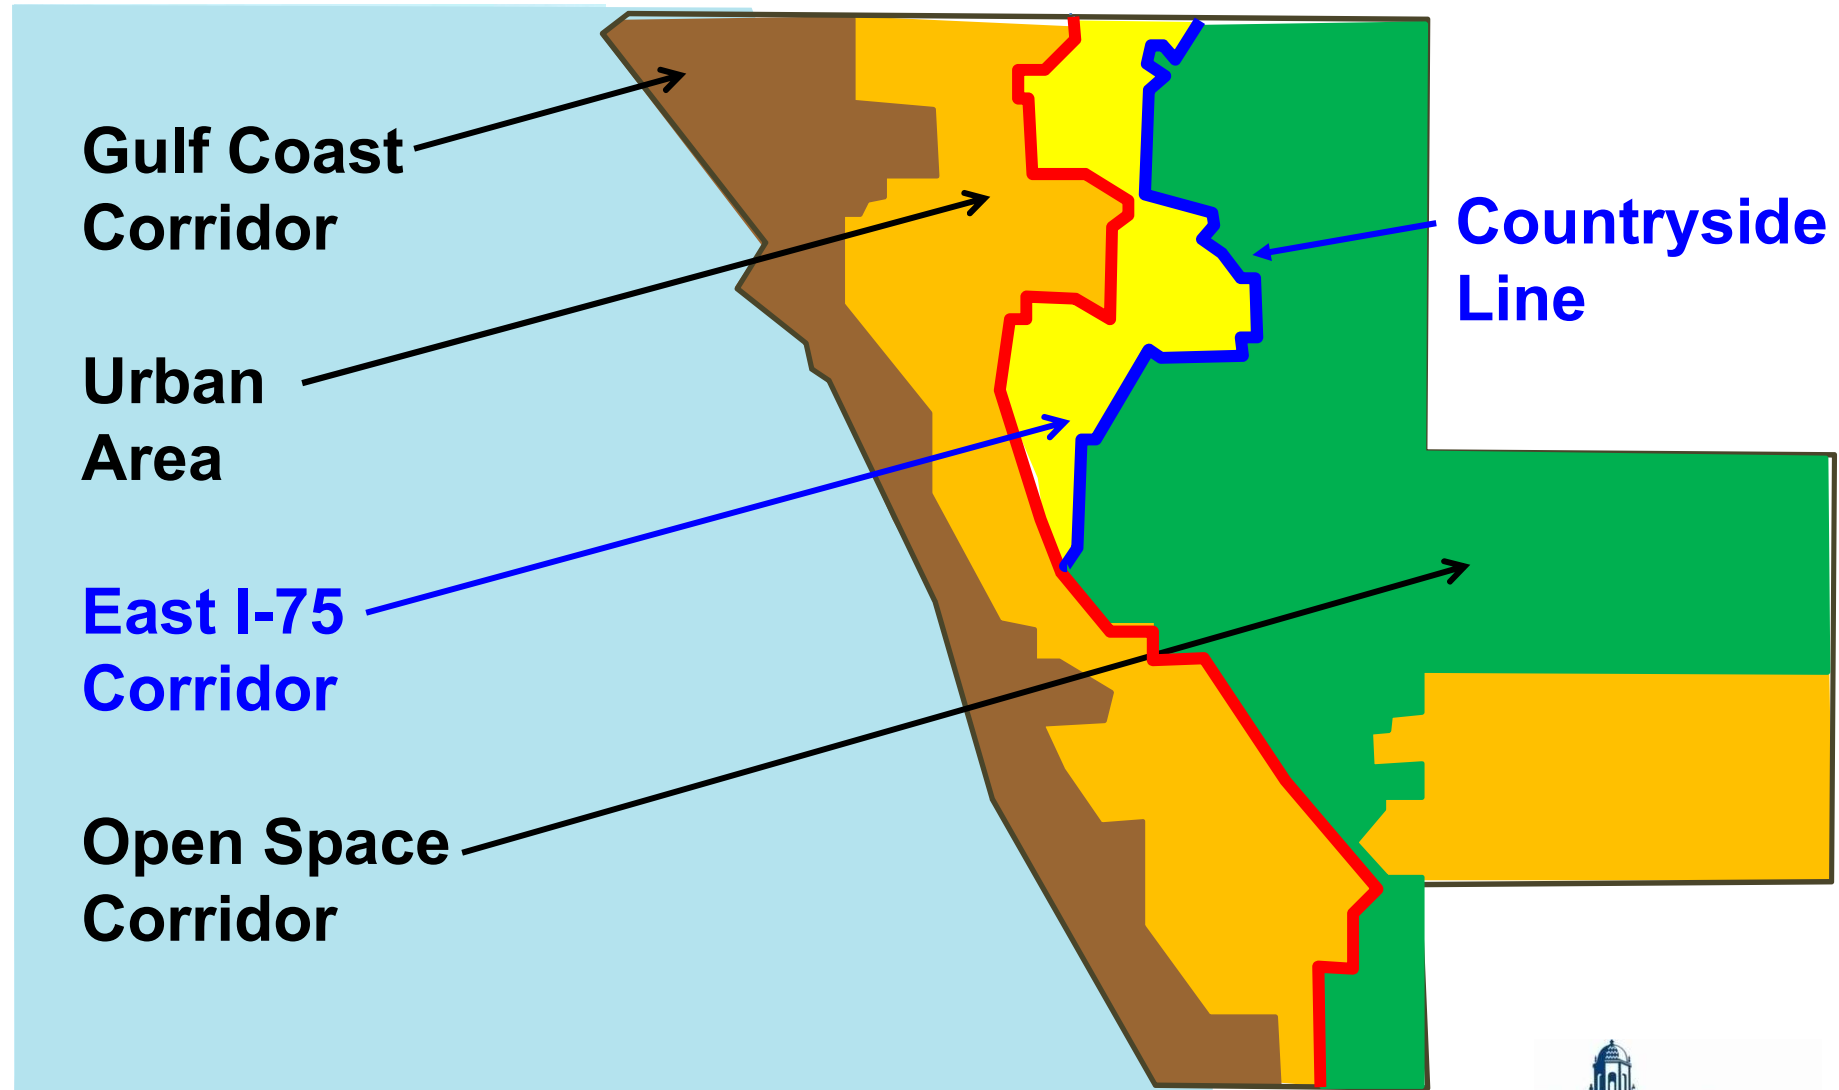 Gulf Coast
Corridor
Urban
Area
East I-75
Corridor
Open Space
Corridor
Countryside
Line